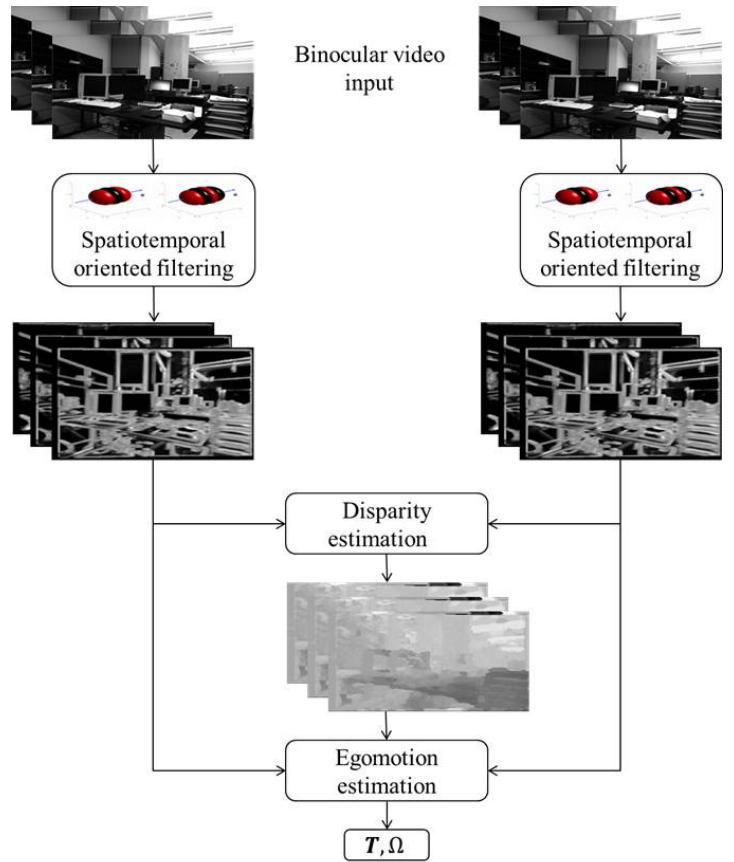 Binocular video
input
Spatiotemporal
oriented filtering
Spatiotemporal
oriented filtering
Disparity
estimation
Egomotion
estimation
T, Ω